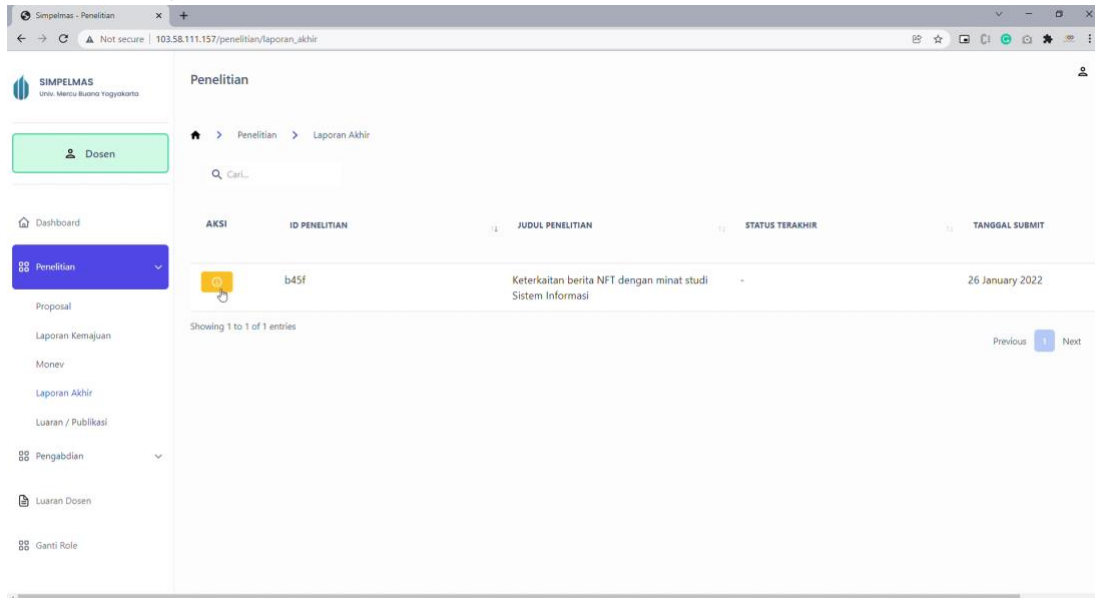 Simpelmas - Penelitian
Not secure | 103.58.111.157/penelitian/laporan_akhir
SIMPELMAS
Univ. Mercu Buana Yogyakarta
Dosen
Dashboard
Penelitian
Proposal
Laporan Kemajuan
Monev
Laporan Akhir
Luaran / Publikasi
Pengabdian
Luaran Dosen
Ganti Role
Penelitian
Penelitian > Laporan Akhir
Cari...
AKSI ID PENELITIAN JUDUL PENELITIAN STATUS TERAKHIR TANGGAL SUBMIT
b45f Keterkaitan berita NFT dengan minat studi - 26 January 2022
Sistem Informasi
Showing 1 to 1 of 1 entries
Previous 1 Next